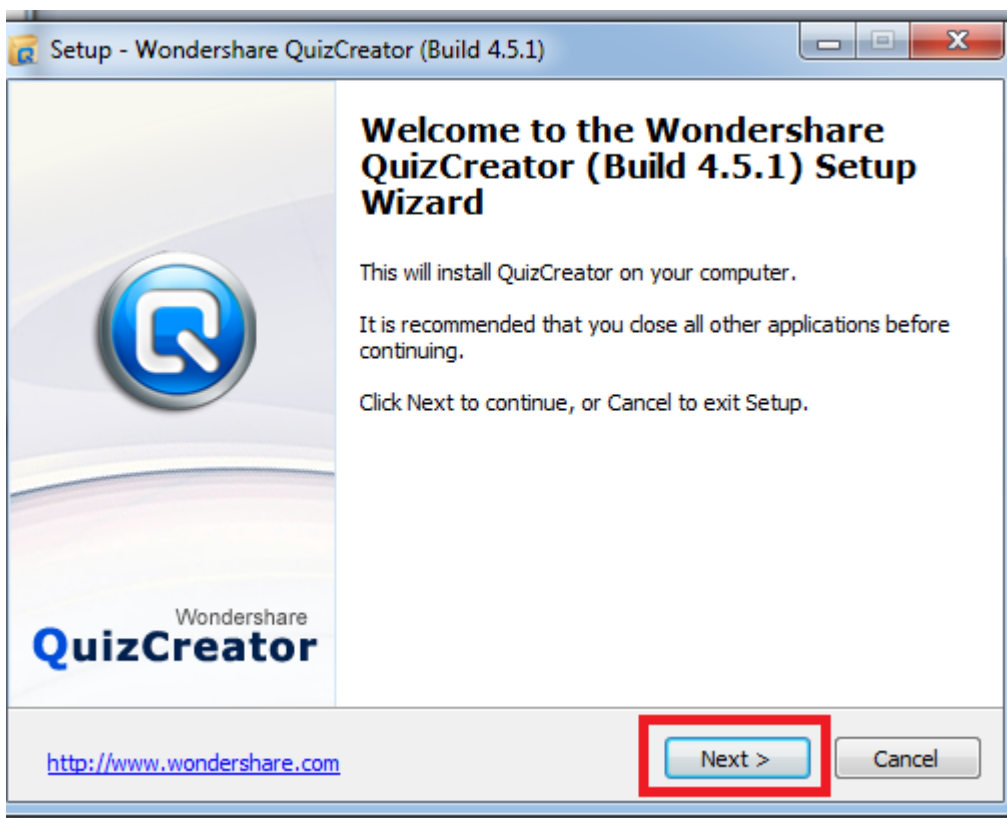 Setup - Wondershare QuizCreator (Build 4.5.1)
Welcome to the Wondershare
QuizCreator (Build 4.5.1) Setup
Wizard
This will install QuizCreator on your computer.
It is recommended that you close all other applications before
continuing.
Click Next to continue, or Cancel to exit Setup.
Wondershare
QuizCreator
http://www.wondershare.com
Next >
Cancel